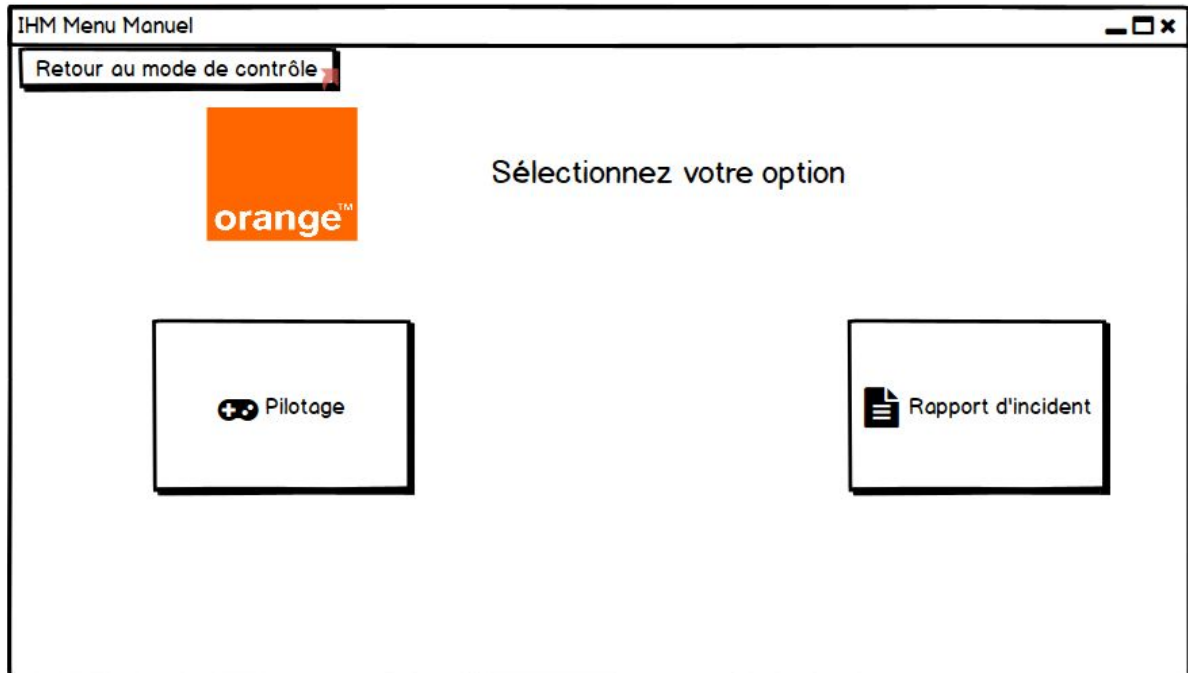 IHM Menu Manuel
Retour au mode de contrôle
orange™
Sélectionnez votre option
Pilotage
Rapport d'incident